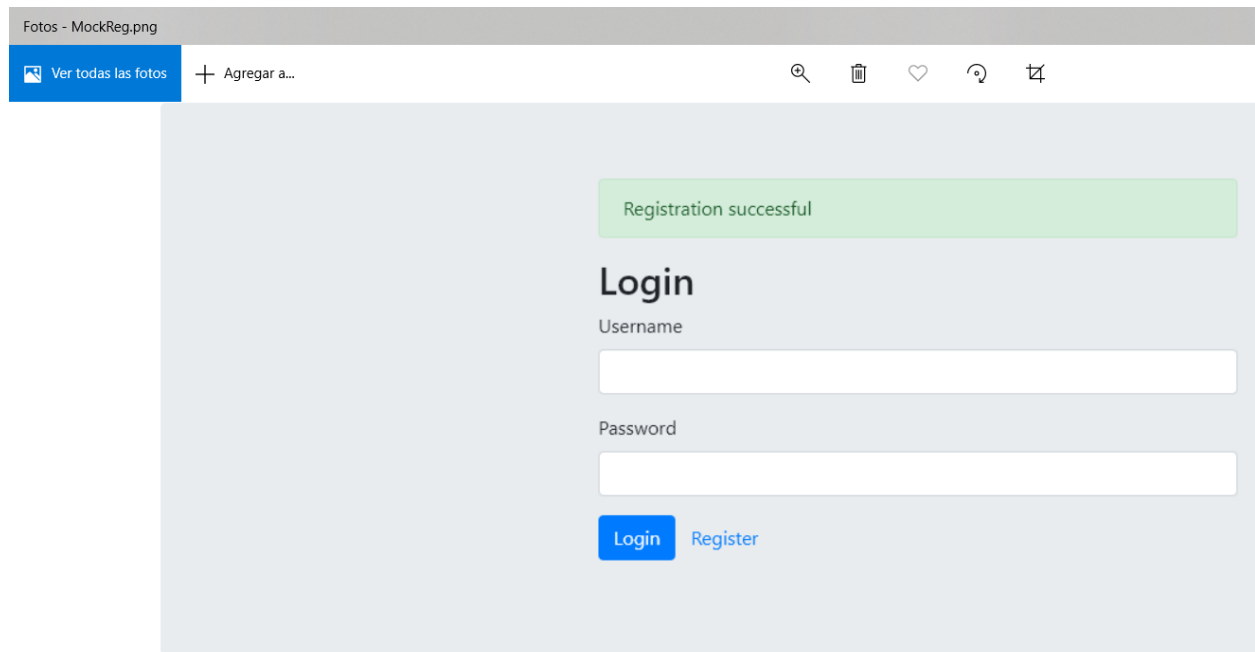 Fotos - MockReg.png
Ver todas las fotos
Agregar a...
Registration successful
Login
Username
Password
Login Register